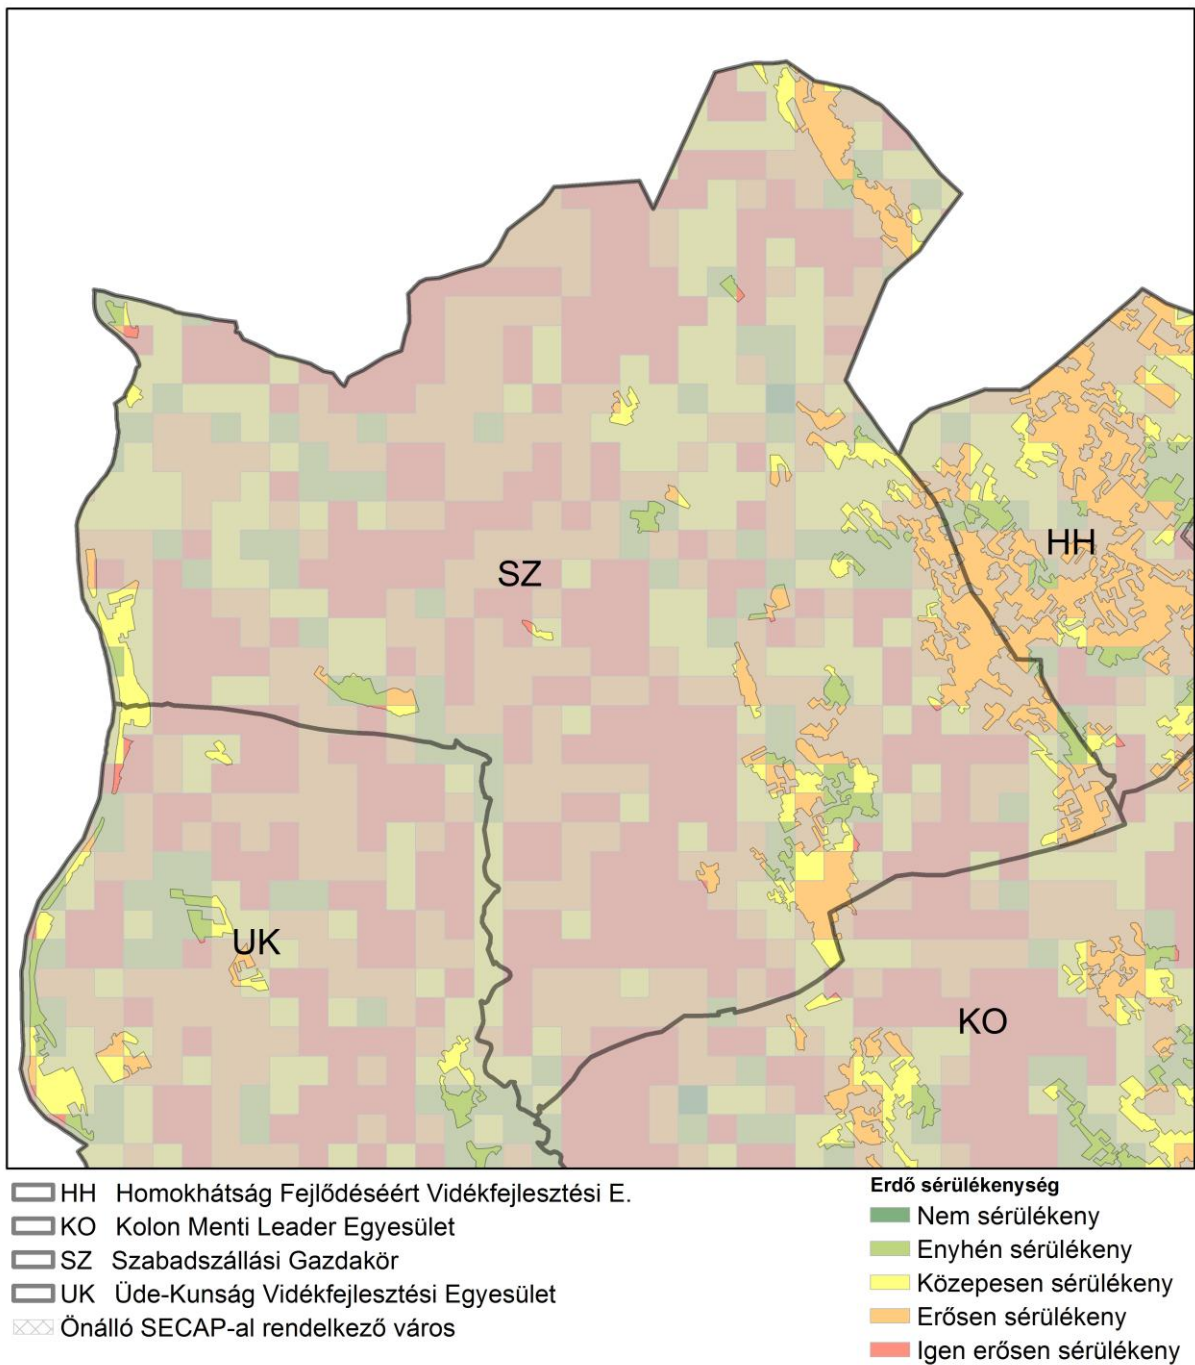 SZ
HH
UK
KO
HH Homokhátság Fejlődéséért Vidékfejlesztési E.
KO Kolon Menti Leader Egyesület
SZ Szabadszállási Gazdakör
UK Üde-Kunság Vidékfejlesztési Egyesület
Önálló SECAP-al rendelkező város
Erdő sérülékenység
Nem sérülékeny
Enyhén sérülékeny
Közepesen sérülékeny
Erősen sérülékeny
Igen erősen sérülékeny